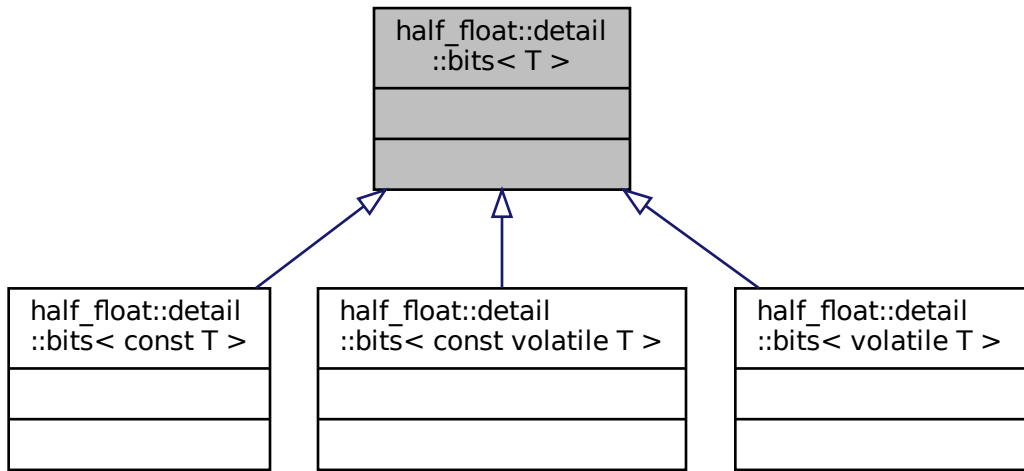 half_float::detail
::bits< T >
half_float::detail
::bits< const T >
half_float::detail
::bits< const volatile T >
half_float::detail
::bits< volatile T >